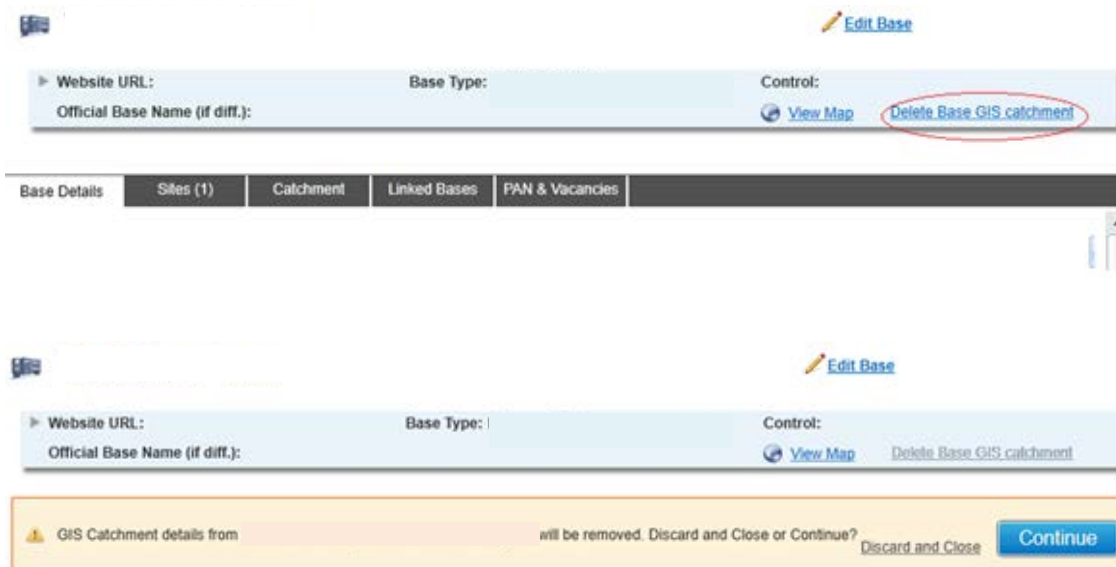 Edit Base
Website URL: Base Type: Control:
Official Base Name (if diff.): View Map Delete Base GIS catchment
Base Details Sites (1) Catchment Linked Bases PAN & Vacancies
Edit Base
Website URL: Base Type: Control:
Official Base Name (if diff.): View Map Delete Base GIS catchment
GIS Catchment details from will be removed. Discard and Close or Continue? Discard and Close Continue